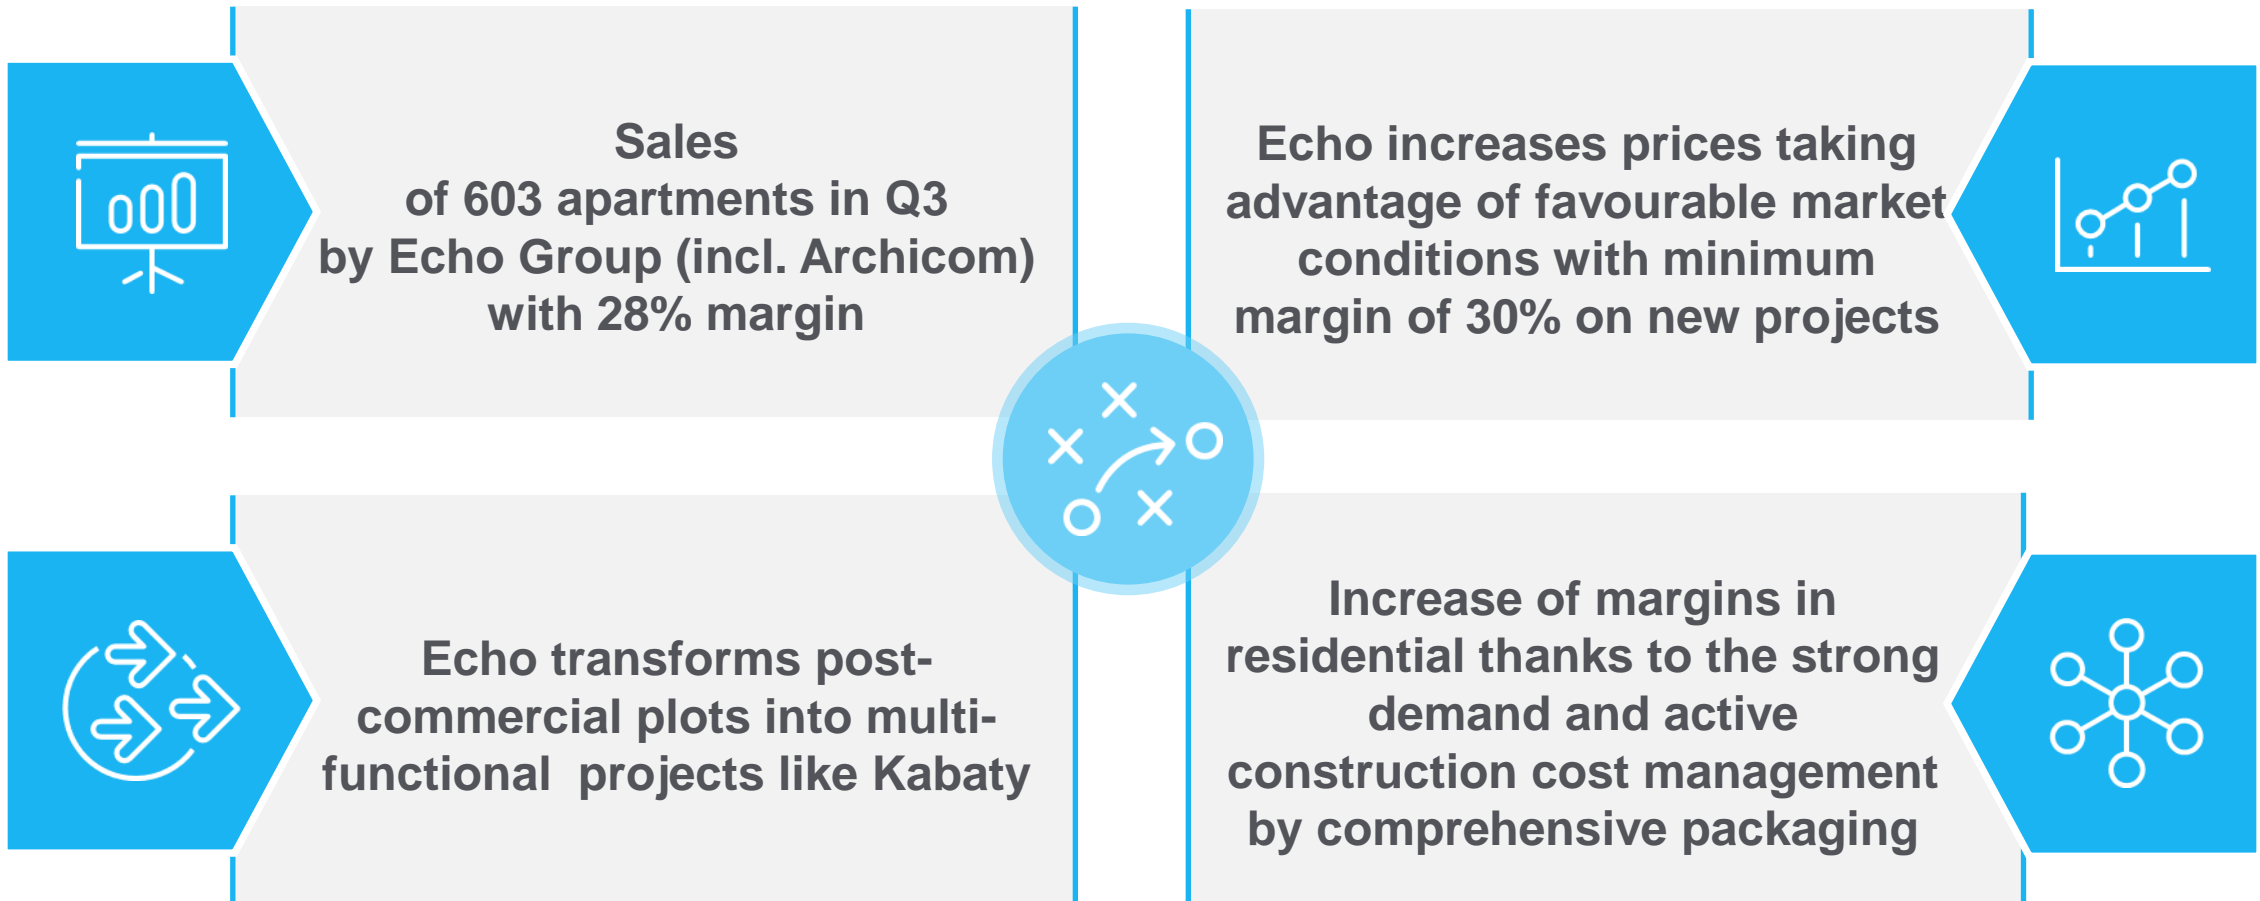 Sales
of 603 apartments in Q3
by Echo Group (incl. Archicom)
with 28% margin
Echo increases prices taking
advantage of favourable market
conditions with minimum
margin of 30% on new projects
Echo transforms post-
commercial plots into multi-
functional  projects like Kabaty
Increase of margins in
residential thanks to the strong
demand and active
construction cost management
by comprehensive packaging